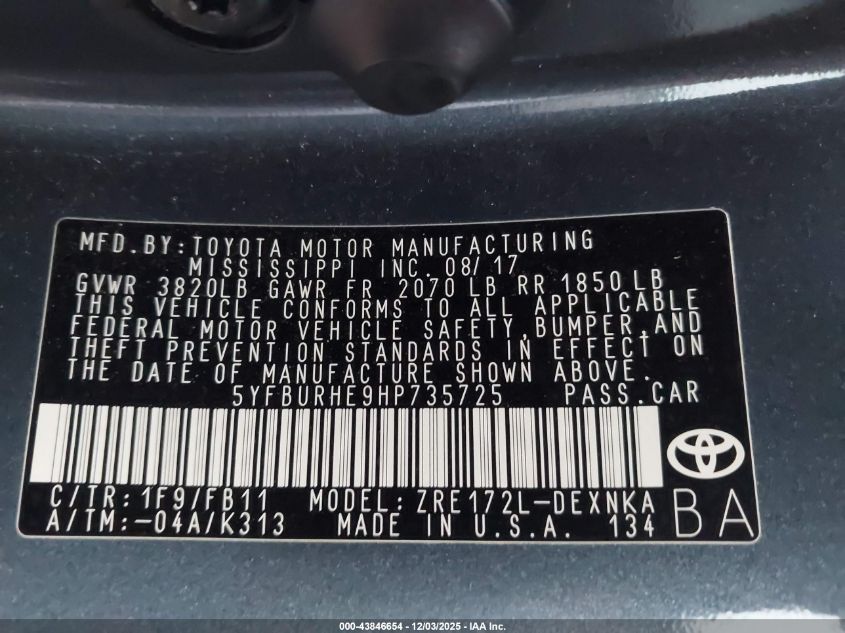 MFD.BY:TOYOTA MOTOR MANUFACTURING
MISSISSIPPI INC. 08/17
GVWR 3820LB GAWR FR 2070 LB RR 1850 LB
THIS VEHICLE CONFORMS TO ALL APPLICABLE
FEDERAL MOTOR VEHICLE SAFETY,BUMPER,AND
THEFT PREVENTION STANDARDS IN EFFECT ON
THE DATE OF MANUFACTURE SHOWN ABOVE.
5YFBURHE9HP735725 PASS.CAR
C/TR:1F9/FB11 MODEL:ZRE172L-DEXNKA
A/TM:-04A/K313 MADE IN U.S.A. 134
BA
000-43846654 - 12/03/2025 - IAA Inc.